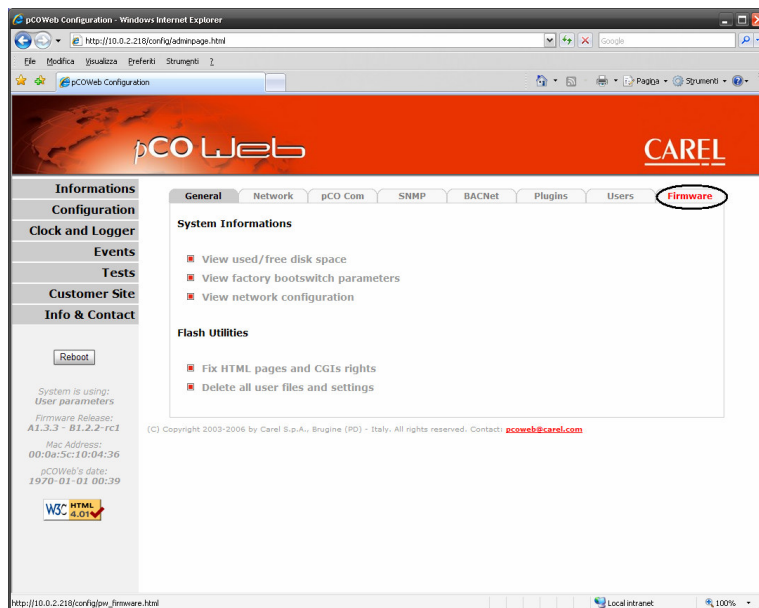 pCOWeb Configuration - Windows Internet Explorer
http://10.0.2.218/config/adminpage.html
Google
File Modifica Visualizza Preferiti Strumenti ?
pCOWeb Configuration
Pagina Strumenti
pCO Web
CAREL
Informations
Configuration
Clock and Logger
Events
Tests
Customer Site
Info & Contact
Reboot
System is using:
User parameters
Firmware Release:
A1.3.3 - B1.2.2-rc1
Mac Address:
00:0a:5c:10:04:36
pCOWeb's date:
1970-01-01 00:39
W3C HTML 4.01
General Network pCO Com SNMP BACNet Plugins Users Firmware
System Informations
View used/free disk space
View factory bootswitch parameters
View network configuration
Flash Utilities
Fix HTML pages and CGIs rights
Delete all user files and settings
(C) Copyright 2003-2006 by Carel S.p.A., Brugine (PD) - Italy. All rights reserved. Contact: pcoweb@carel.com
http://10.0.2.218/config/pw_firmware.html
Local intranet
100%